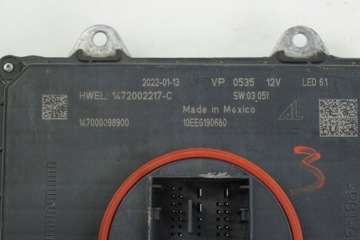 2022-01-13 VP 0535 12V LED 61
HWEL: 1472002217-C SW:03.05f
Made in Mexico AL
147000098900 10EEG190660
3